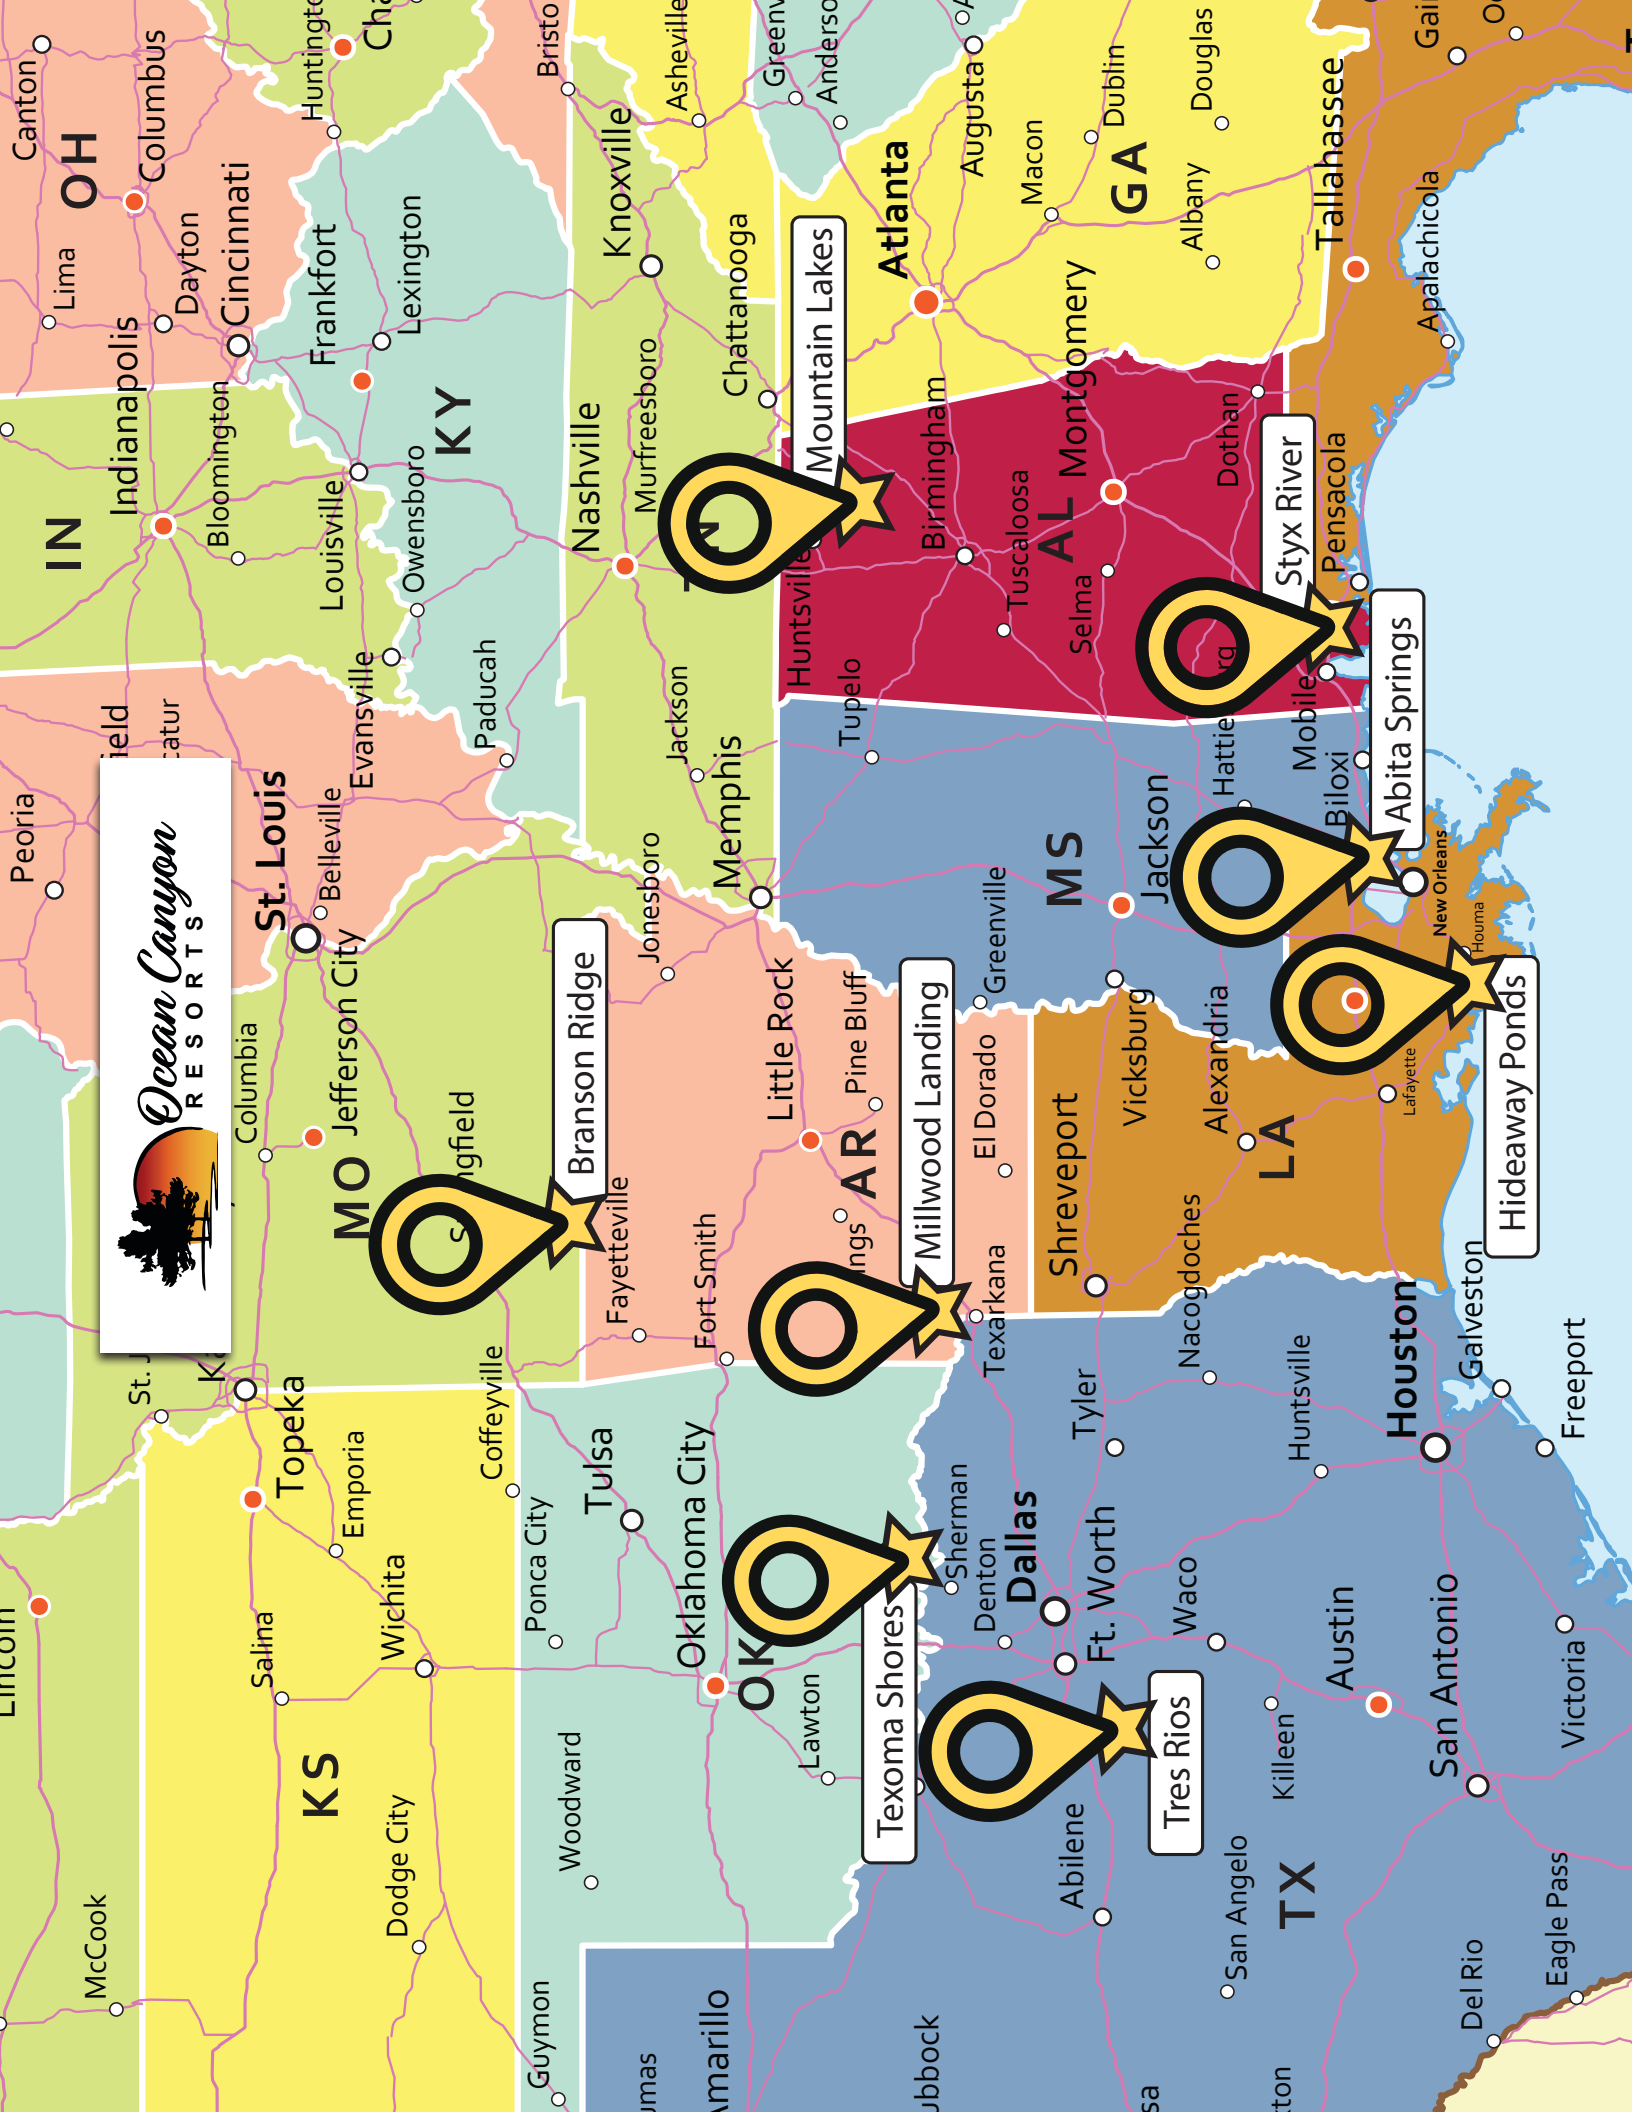 Ocean Canyon
RESORTS
Branson Ridge
Millwood Landing
Texoma Shores
Tres Rios
Mountain Lakes
Styx River
Abita Springs
Hideaway Ponds
Lincoln
McCook
KS
Salina
Topeka
Emporia
Wichita
Dodge City
Coffeyville
Guymon
Woodward
Ponca City
Tulsa
Oklahoma City
OK
Lawton
Amarillo
Sherman
Denton
Dallas
Ft. Worth
Abilene
Tyler
Waco
Killeen
San Angelo
TX
Austin
San Antonio
Del Rio
Eagle Pass
Victoria
Houston
Huntsville
Nacogdoches
Galveston
Freeport
Peoria
St. Louis
Belleville
Columbia
Jefferson City
MO
Fayetteville
Fort Smith
Jonesboro
Little Rock
Pine Bluff
AR
Texarkana
El Dorado
Shreveport
Vicksburg
Alexandria
LA
Lafayette
New Orleans
Houma
Greenville
MS
Jackson
Biloxi
Tupelo
Memphis
Jackson
Nashville
Murfreesboro
Chattanooga
Knoxville
Paducah
Evansville
Owensboro
Louisville
KY
Lexington
Frankfort
IN
Indianapolis
Bloomington
OH
Canton
Columbus
Lima
Dayton
Cincinnati
Huntsville
Birmingham
Tuscaloosa
AL
Montgomery
Selma
Dothan
Mobile
Pensacola
Atlanta
Augusta
Macon
Dublin
GA
Albany
Douglas
Tallahassee
Apalachicola
Asheville